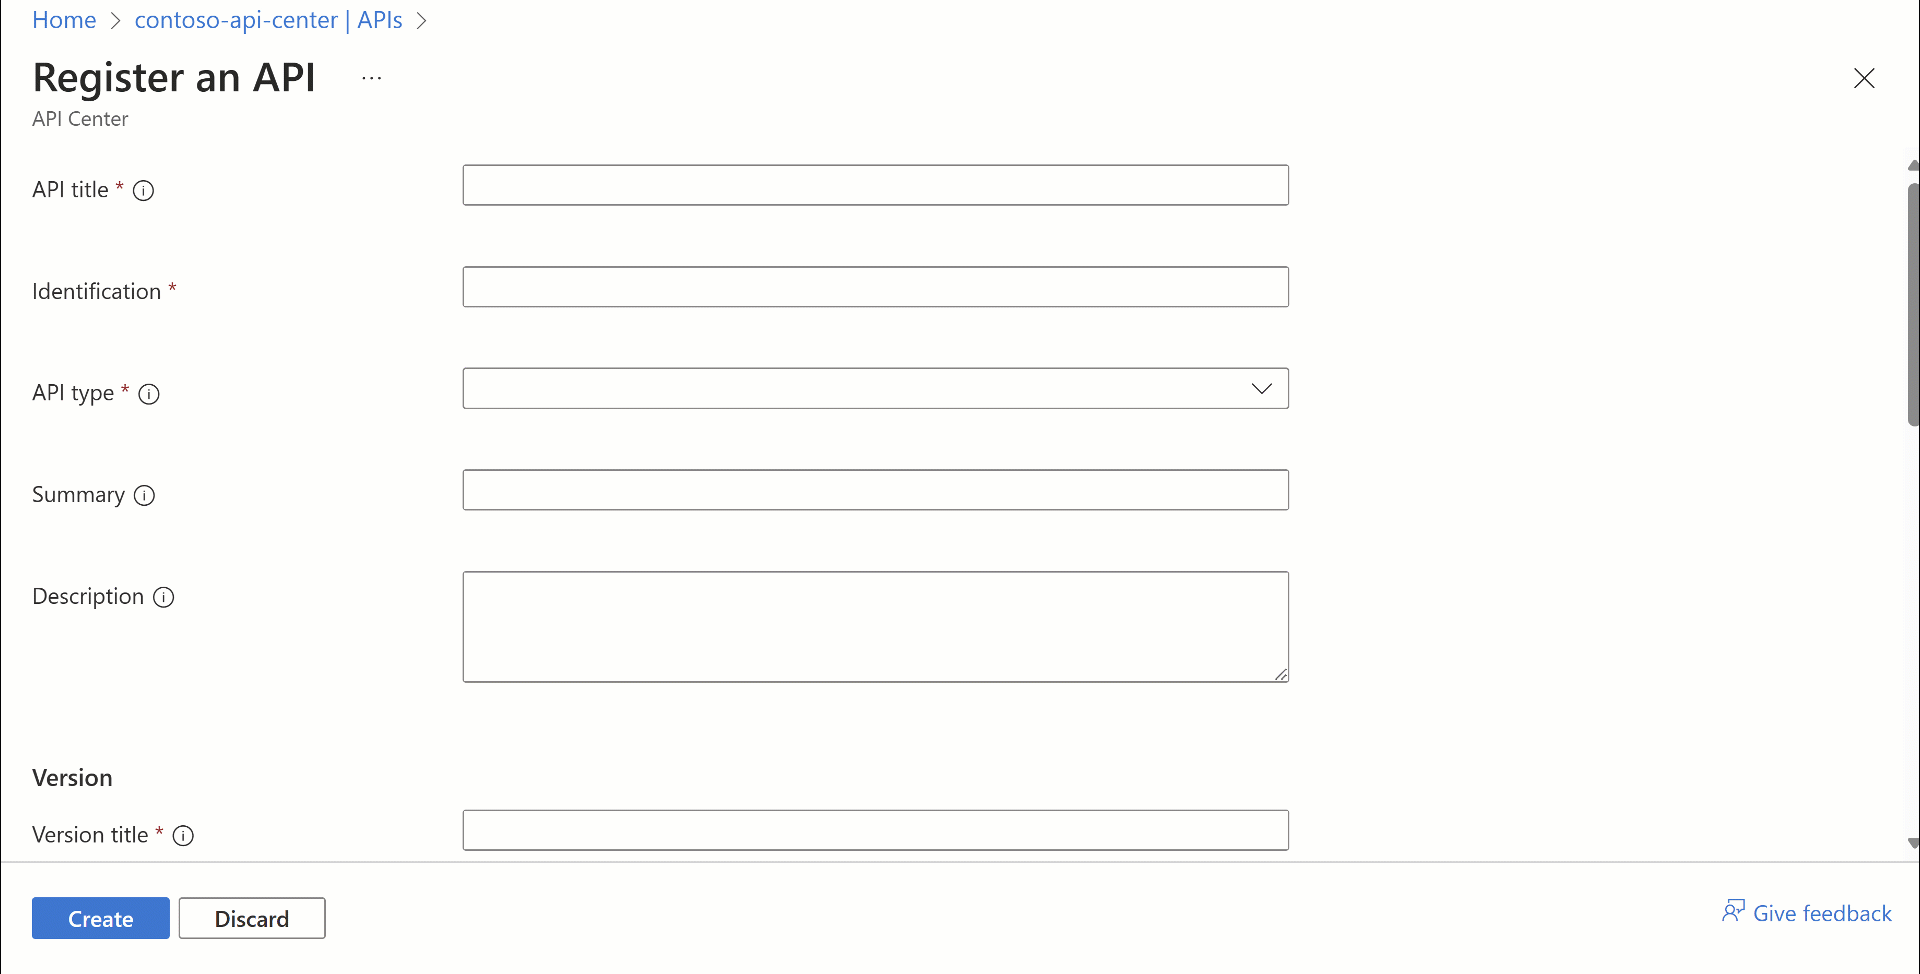 Home > contoso-api-center | APIs >
Register an API ...
API Center
API title *
Identification *
API type *
Summary
Description
Version
Version title *
Create Discard
Give feedback